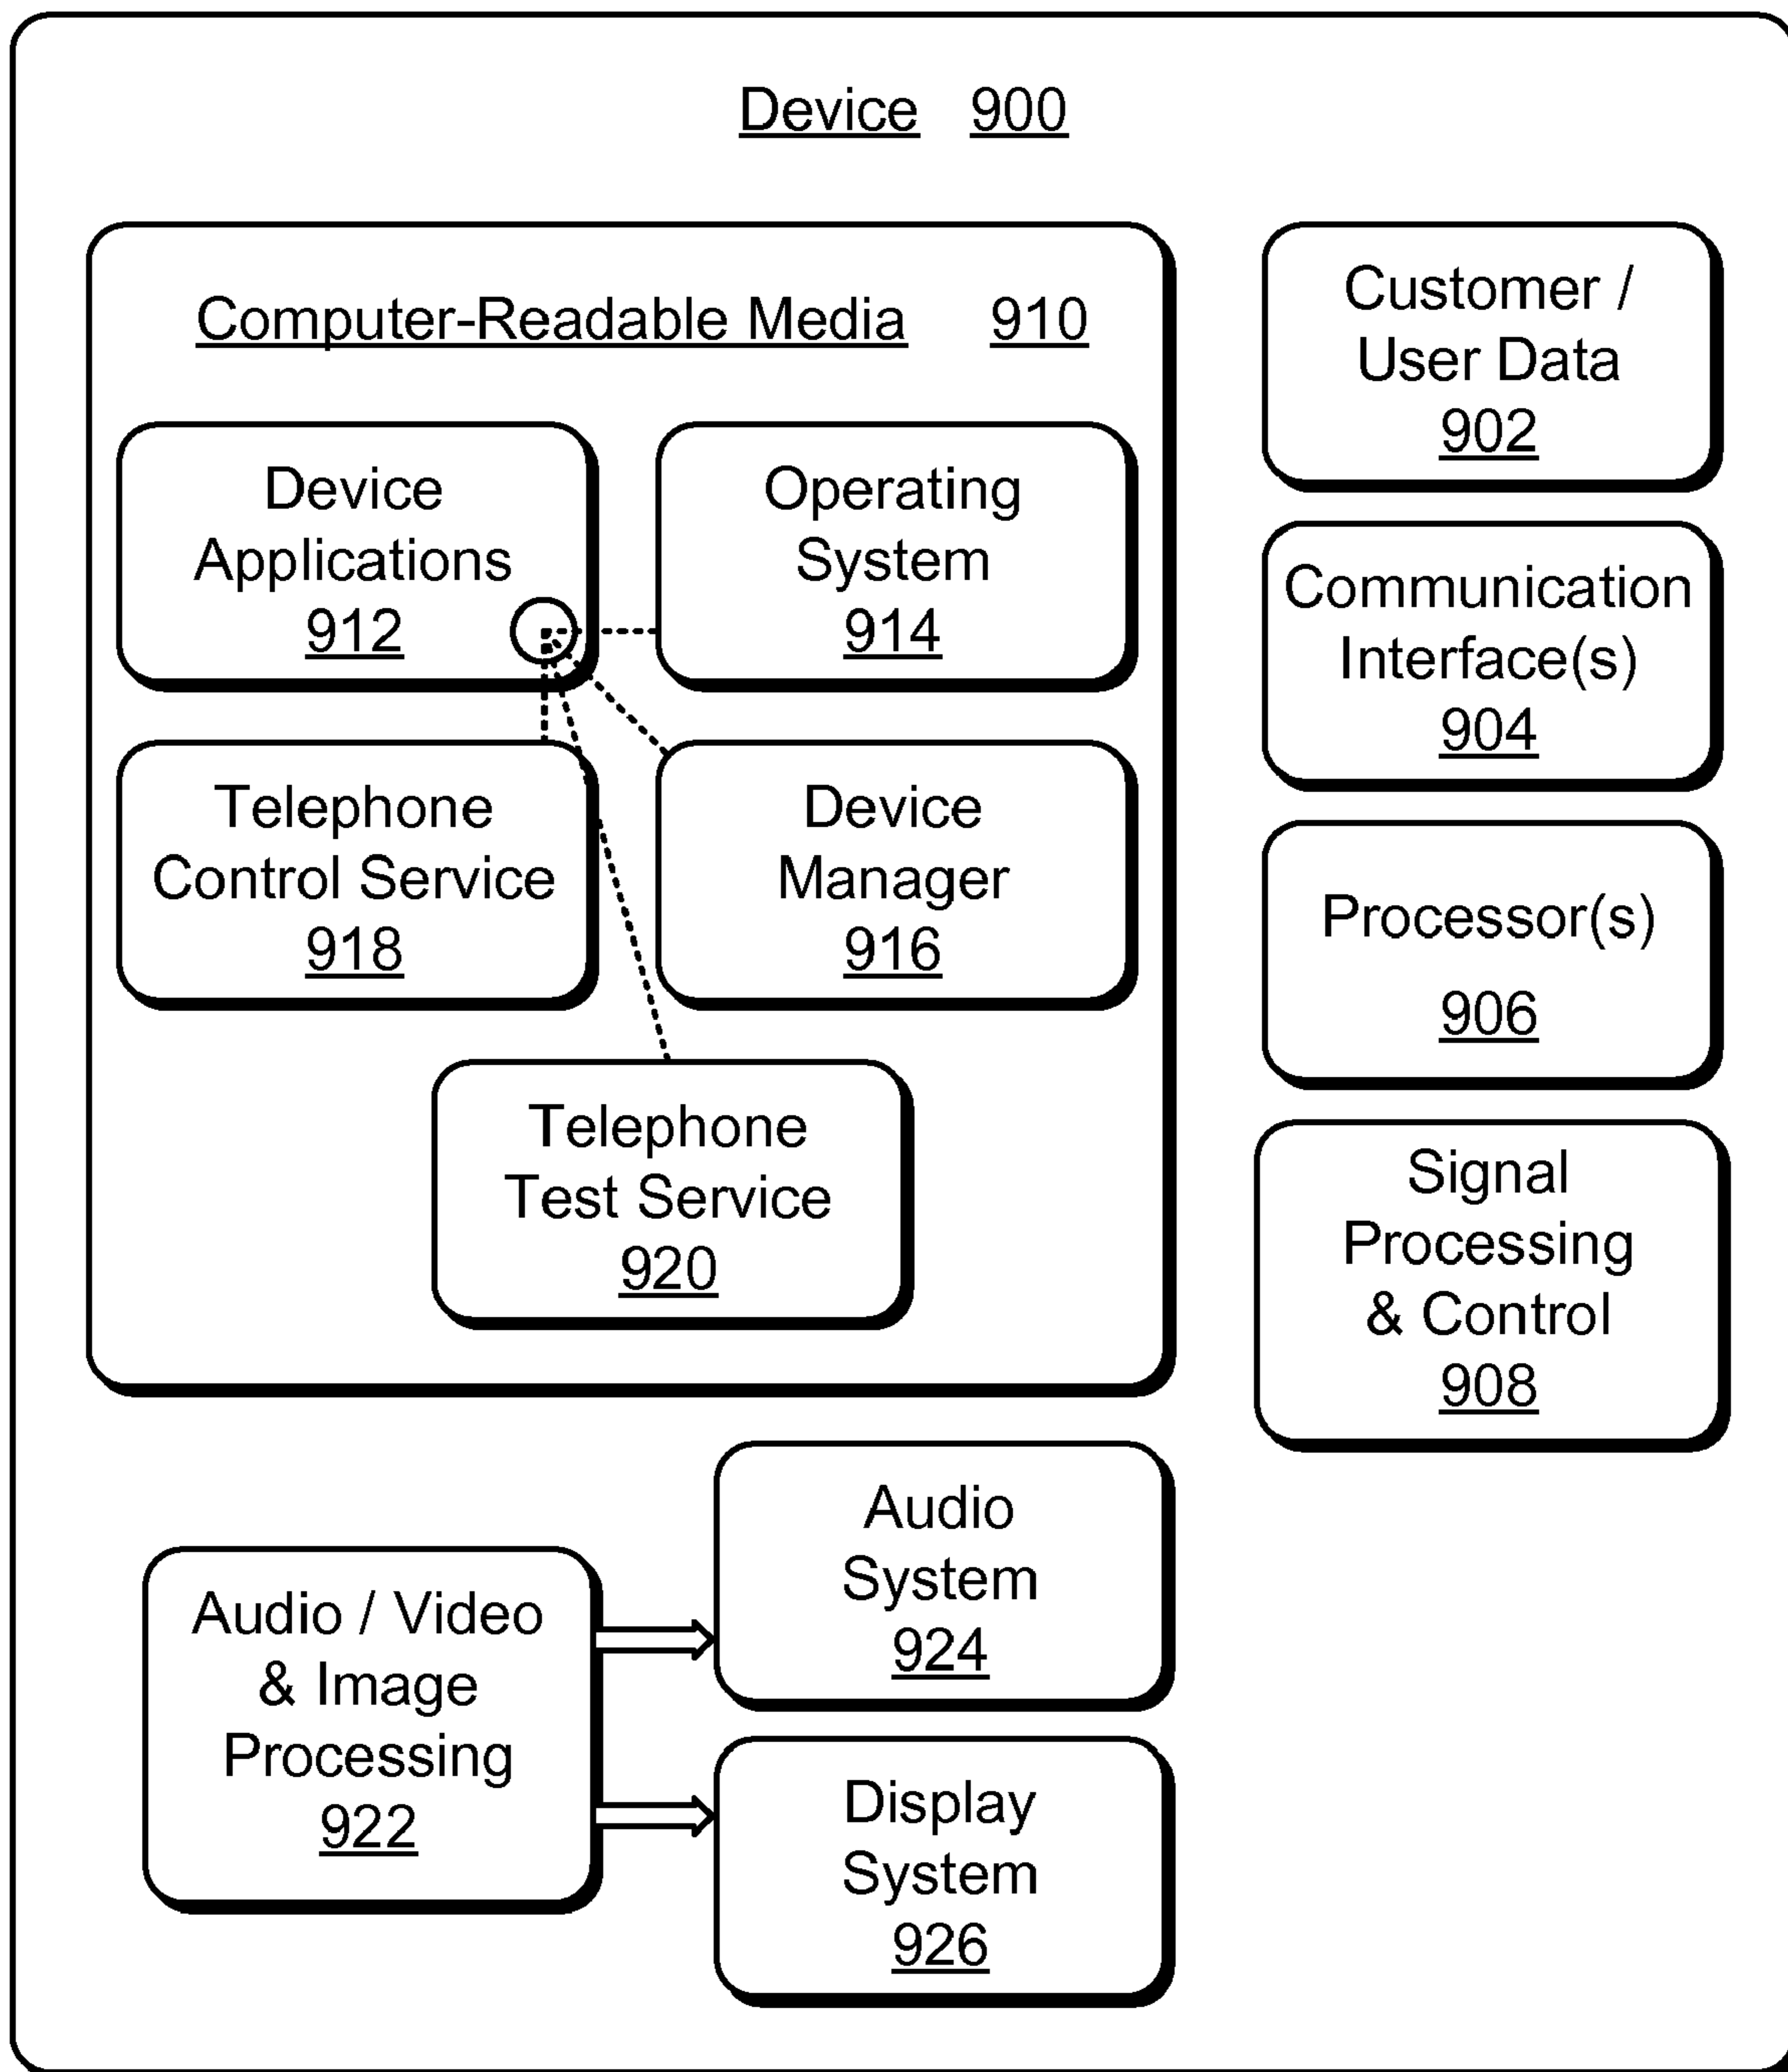 Device 900
Computer-Readable Media 910
Device
Applications
912
Operating
System
914
Telephone
Control Service
918
Device
Manager
916
Telephone
Test Service
920
Customer /
User Data
902
Communication
Interface(s)
904
Processor(s)
906
Signal
Processing
& Control
908
Audio / Video
& Image
Processing
922
Audio
System
924
Display
System
926